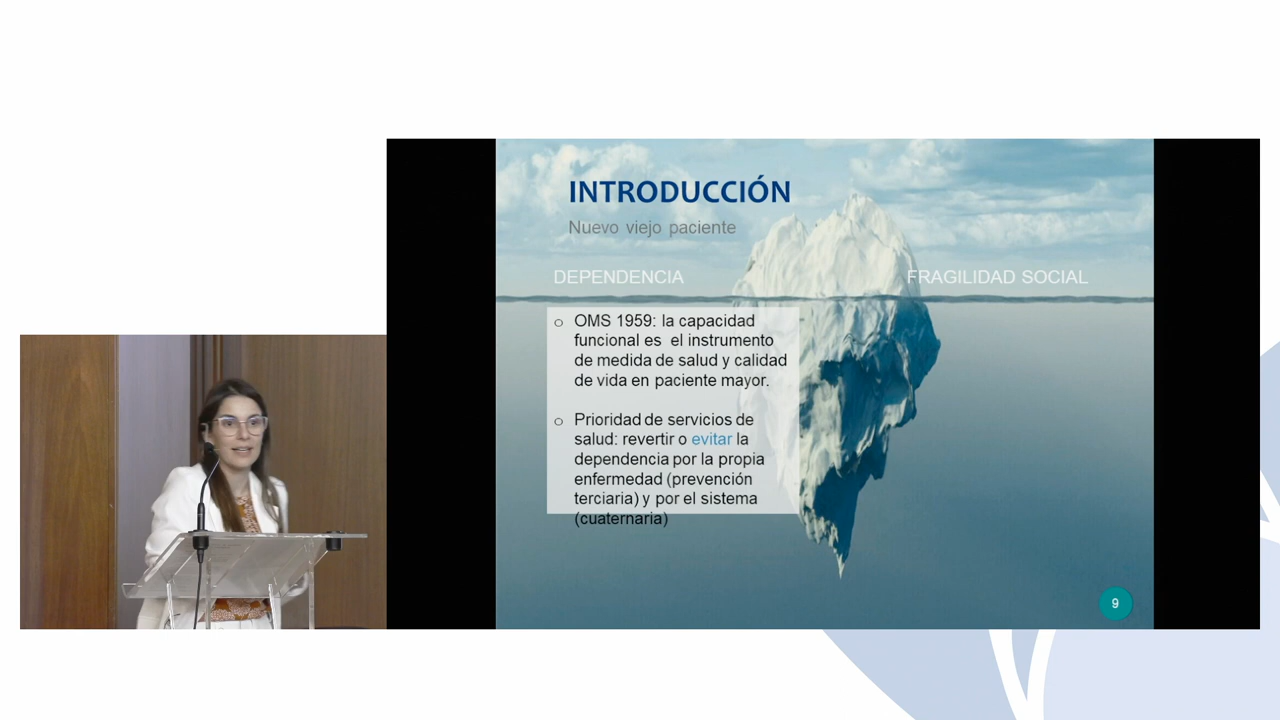 INTRODUCCIÓN
Nuevo viejo paciente
DEPENDENCIA
FRAGILIDAD SOCIAL
o OMS 1959: la capacidad
funcional es el instrumento
de medida de salud y calidad
de vida en paciente mayor.
o Prioridad de servicios de
salud: revertir o evitar la
dependencia por la propia
enfermedad (prevención
terciaria) y por el sistema
(cuaternaria)
9